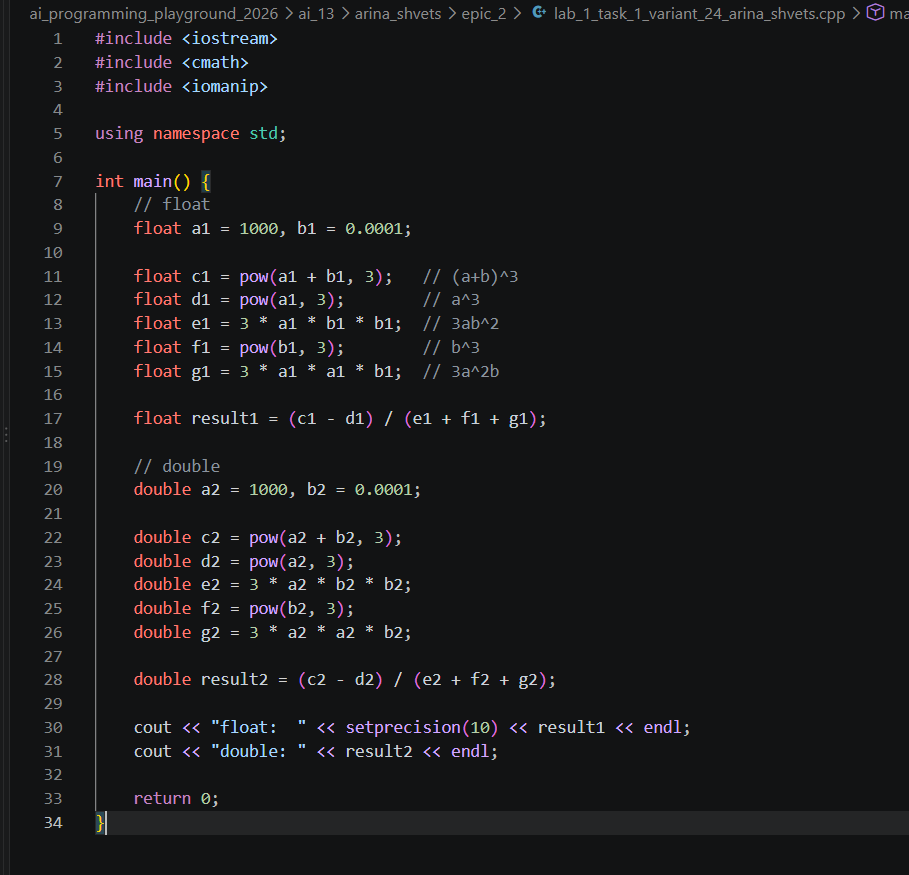 ai_programming_playground_2026 > ai_13 > arina_shvets > epic_2 > lab_1_task_1_variant_24_arina_shvets.cpp > ma
1 #include <iostream>
2 #include <cmath>
3 #include <iomanip>
4
5 using namespace std;
6
7 int main() {
8     // float
9     float a1 = 1000, b1 = 0.0001;
10
11     float c1 = pow(a1 + b1, 3);   // (a+b)^3
12     float d1 = pow(a1, 3);        // a^3
13     float e1 = 3 * a1 * b1 * b1;  // 3ab^2
14     float f1 = pow(b1, 3);        // b^3
15     float g1 = 3 * a1 * a1 * b1;  // 3a^2b
16
17     float result1 = (c1 - d1) / (e1 + f1 + g1);
18
19     // double
20     double a2 = 1000, b2 = 0.0001;
21
22     double c2 = pow(a2 + b2, 3);
23     double d2 = pow(a2, 3);
24     double e2 = 3 * a2 * b2 * b2;
25     double f2 = pow(b2, 3);
26     double g2 = 3 * a2 * a2 * b2;
27
28     double result2 = (c2 - d2) / (e2 + f2 + g2);
29
30     cout << "float:  " << setprecision(10) << result1 << endl;
31     cout << "double: " << result2 << endl;
32
33     return 0;
34 }